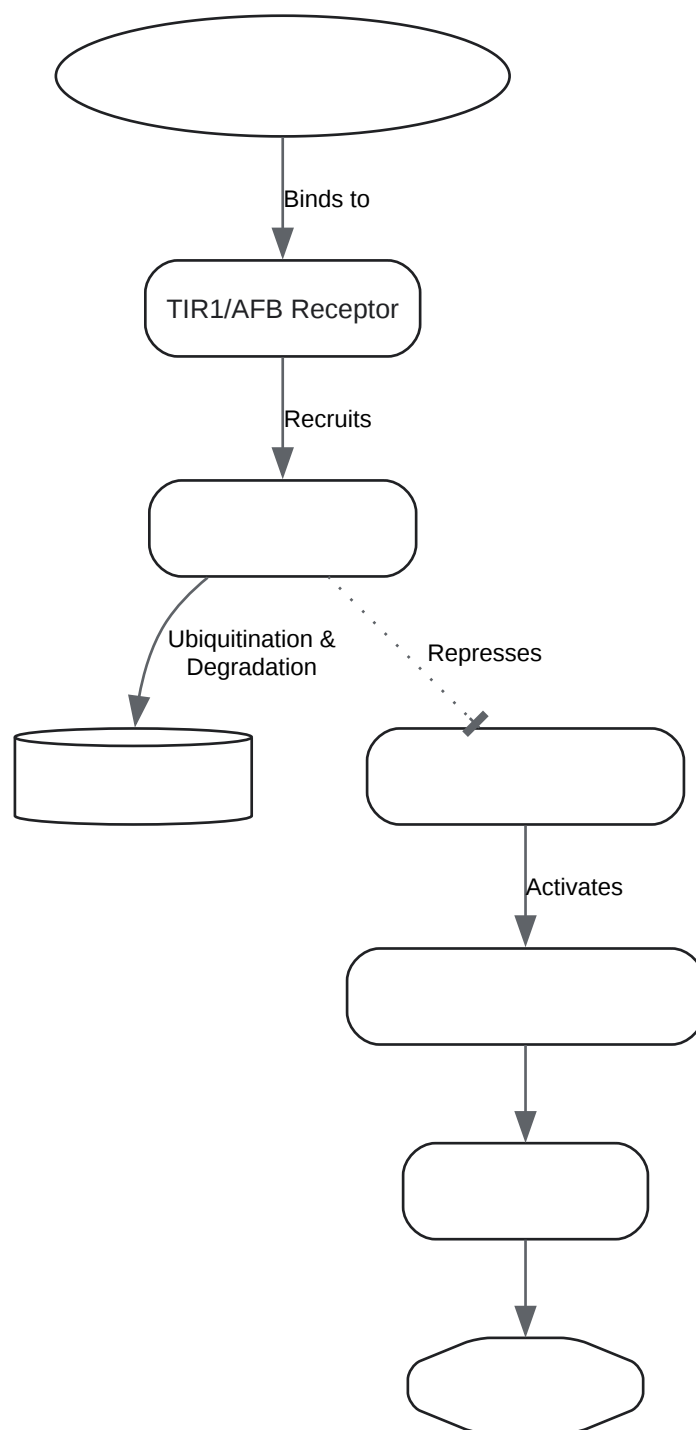 Binds to
TIR1/AFB Receptor
Recruits
Ubiquitination &
Degradation
Represses
Activates